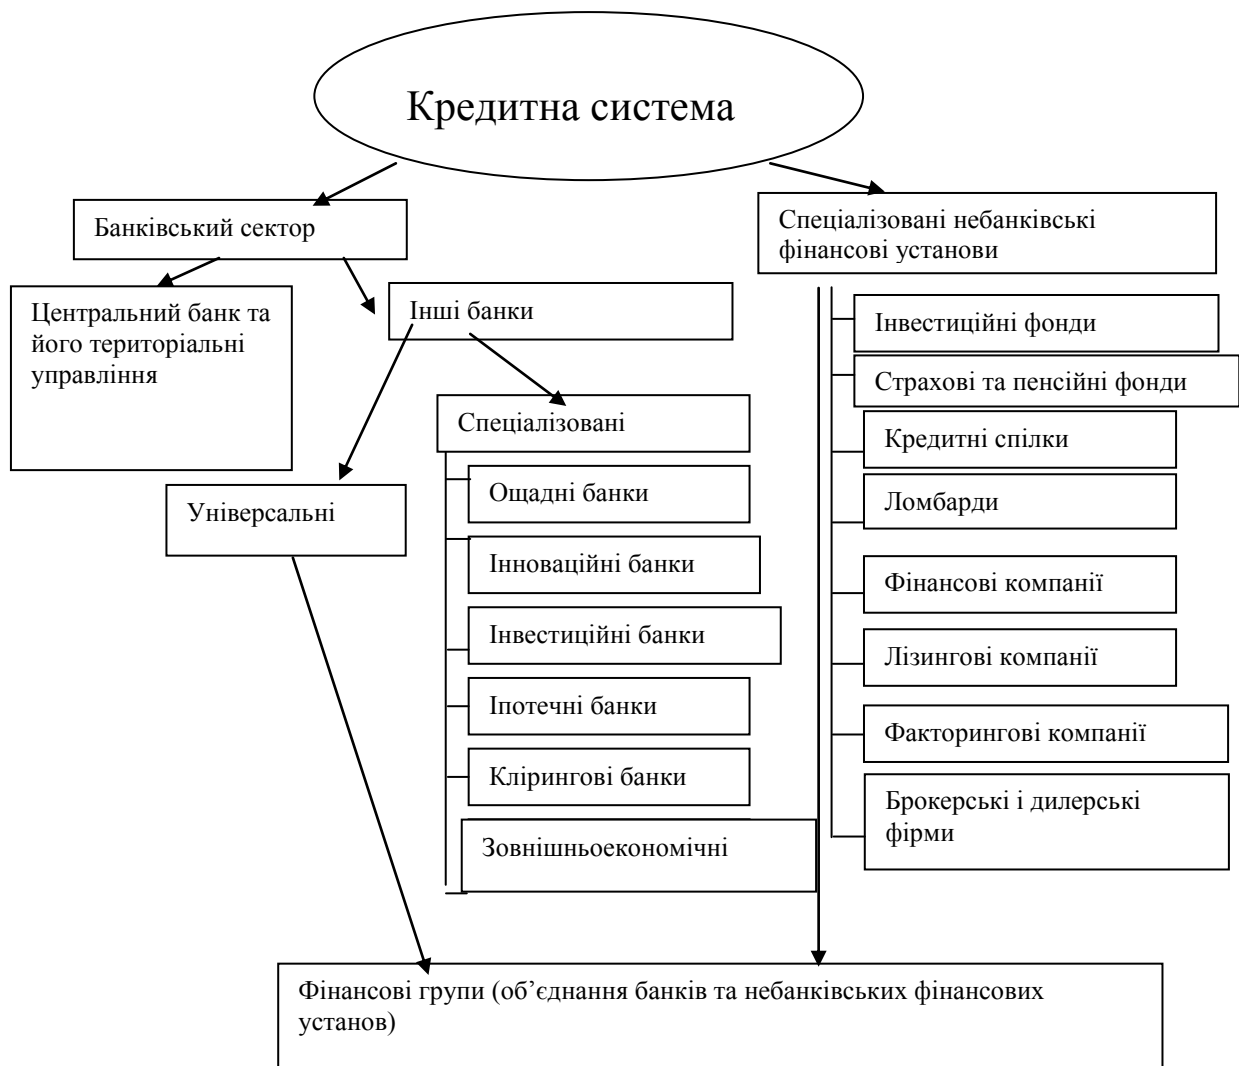 Кредитна система
Банківський сектор
Спеціалізовані небанківські
фінансові установи
Центральний банк та
його територіальні
управління
Інші банки
Спеціалізовані
Універсальні
Ощадні банки
Інноваційні банки
Інвестиційні банки
Іпотечні банки
Клірингові банки
Зовнішньоекономічні
Інвестиційні фонди
Страхові та пенсійні фонди
Кредитні спілки
Ломбарди
Фінансові компанії
Лізингові компанії
Факторингові компанії
Брокерські і дилерські
фірми
Фінансові групи (об’єднання банків та небанківських фінансових
установ)